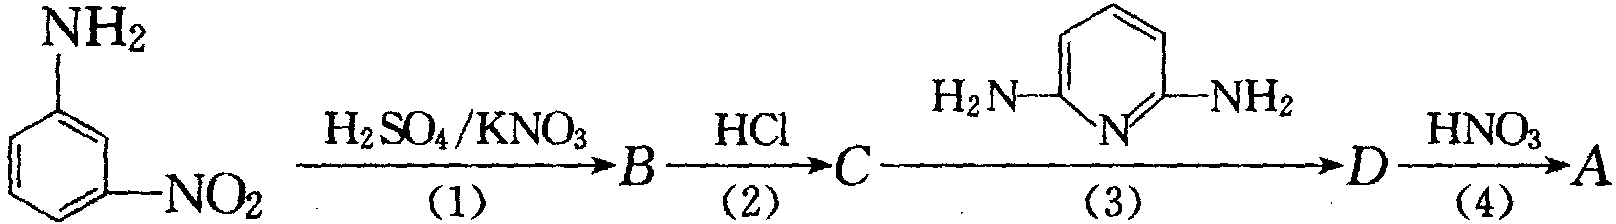 NH₂
NO₂
H₂SO₄/KNO₃
(1)
B
HCl
(2)
C
H₂N
N
NH₂
(3)
D
HNO₃
(4)
A